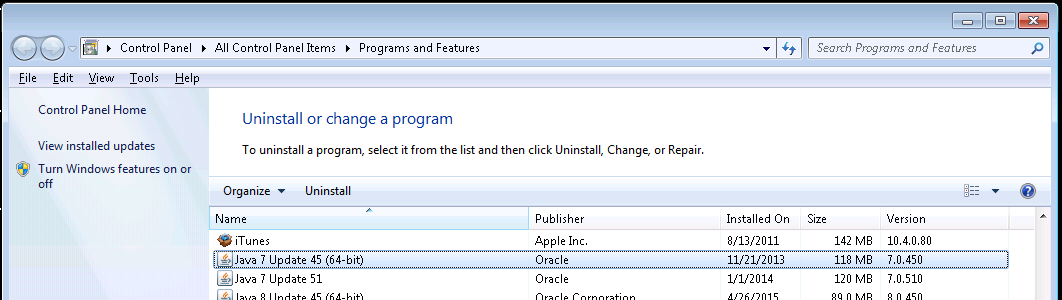 Control Panel All Control Panel Items Programs and Features Search Programs and Features
File Edit View Tools Help
Control Panel Home
View installed updates
Turn Windows features on or
off
Uninstall or change a program
To uninstall a program, select it from the list and then click Uninstall, Change, or Repair.
Organize Uninstall
Name Publisher Installed On Size Version
iTunes Apple Inc. 8/13/2011 142 MB 10.4.0.80
Java 7 Update 45 (64-bit) Oracle 11/21/2013 118 MB 7.0.450
Java 7 Update 51 Oracle 1/1/2014 120 MB 7.0.510
Java 8 Update 45 (64-bit) Oracle Corporation 4/26/2015 89.0 MB 8.0.450